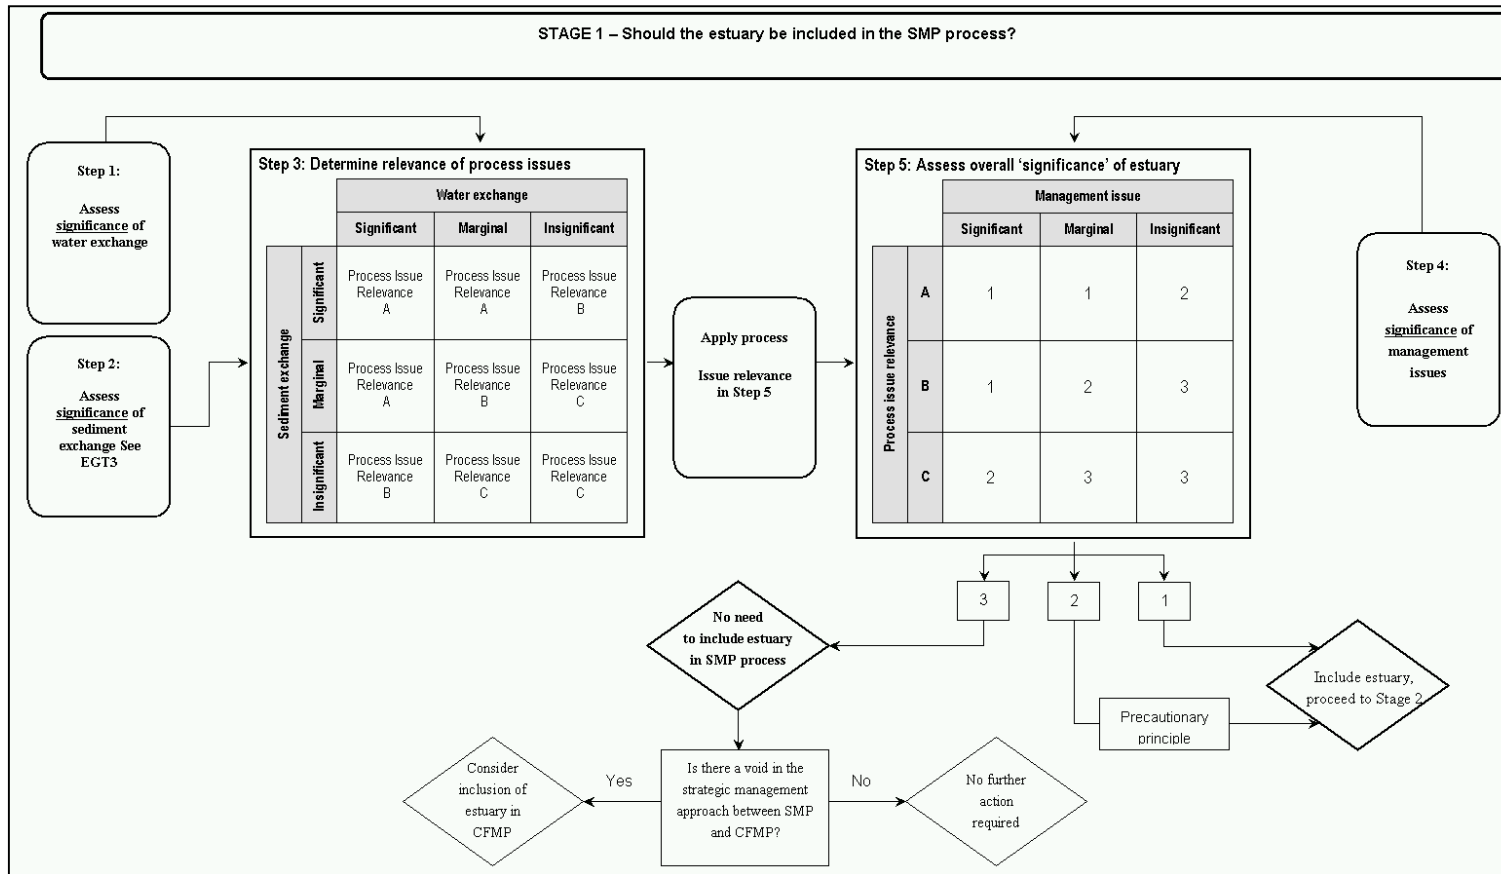 STAGE 1 – Should the estuary be included in the SMP process?
Step 1:
Assess
significance of
water exchange
Step 2:
Assess
significance of
sediment
exchange See
EGT3
Step 3: Determine relevance of process issues
Water exchange
Significant Marginal Insignificant
Sediment exchange
Significant
Process Issue Process Issue Process Issue
Relevance Relevance Relevance
A A B
Marginal
Process Issue Process Issue Process Issue
Relevance Relevance Relevance
A B C
Insignificant
Process Issue Process Issue Process Issue
Relevance Relevance Relevance
B C C
Apply process
Issue relevance
in Step 5
Step 5: Assess overall ‘significance’ of estuary
Management issue
Significant Marginal Insignificant
Process issue relevance
A 1 1 2
B 1 2 3
C 2 3 3
Step 4:
Assess
significance of
management
issues
3 2 1
No need
to include estuary
in SMP process
Include estuary,
proceed to Stage 2
Precautionary
principle
Consider
inclusion of
estuary in
CFMP
Yes
Is there a void in the
strategic management
approach between SMP
and CFMP?
No
No further
action
required